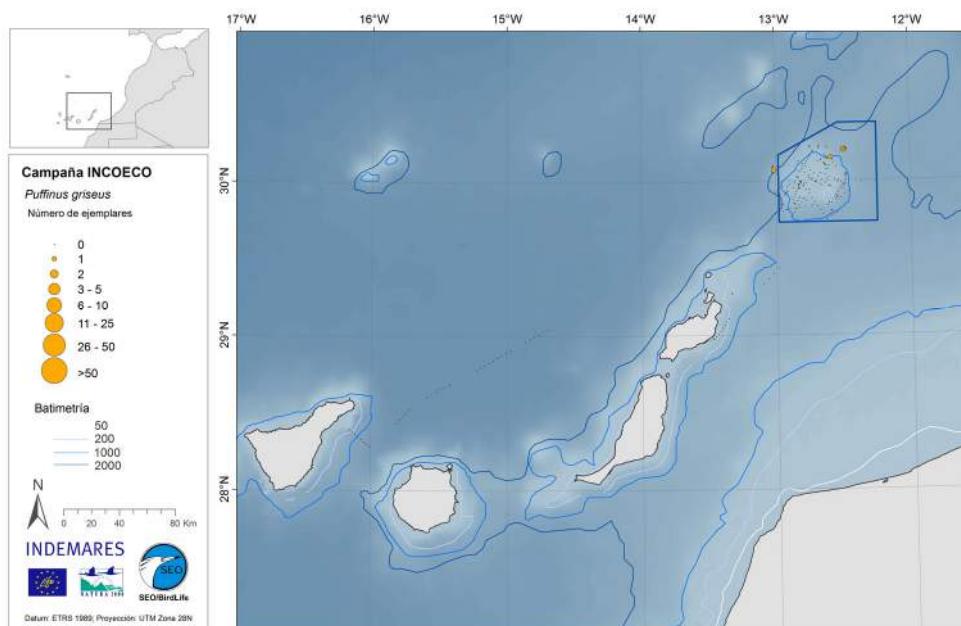 17°W 16°W 15°W 14°W 13°W 12°W
30°N
29°N
28°N
Campaña INCOECO
Puffinus griseus
Número de ejemplares
0
1
2
3 - 5
6 - 10
11 - 25
26 - 50
>50
Batimetría
50
200
1000
2000
N
0 20 40 80 Km
INDEMARES
Life
NATURA 2000
SEO
SEO/BirdLife
Datum: ETRS 1989; Proyección: UTM Zona 28N